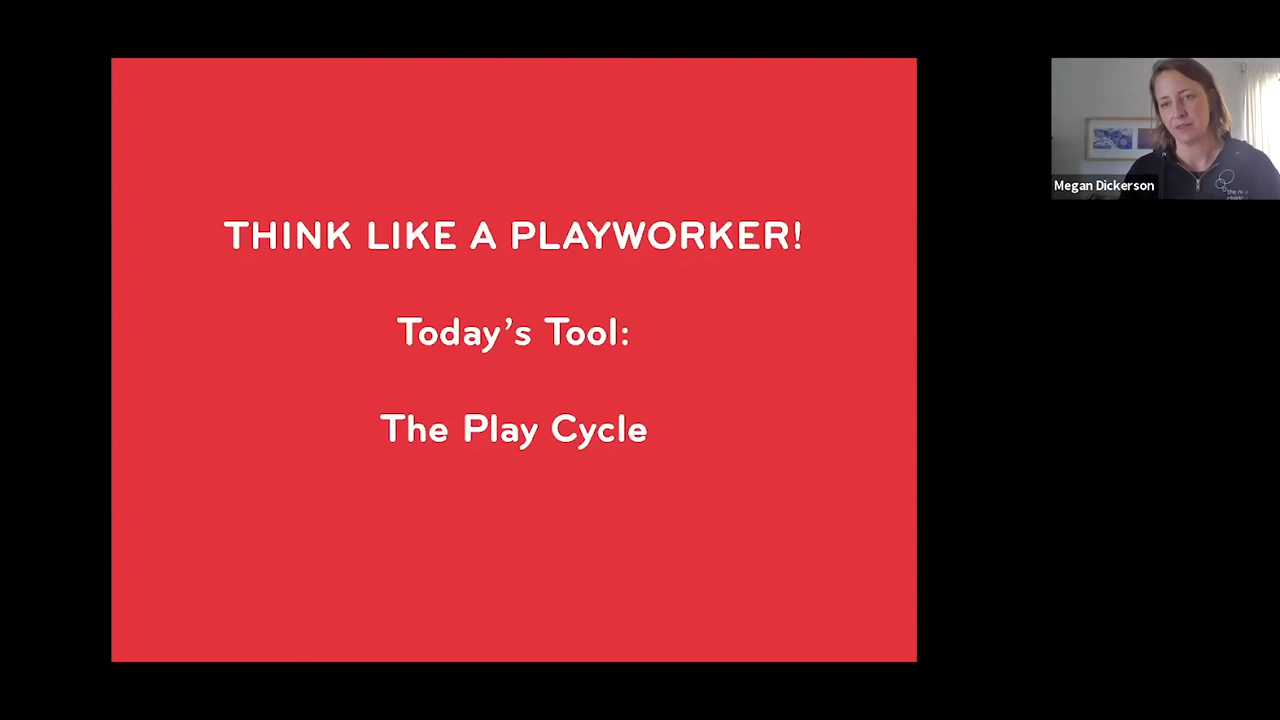 THINK LIKE A PLAYWORKER!
Today's Tool:
The Play Cycle
Megan Dickerson